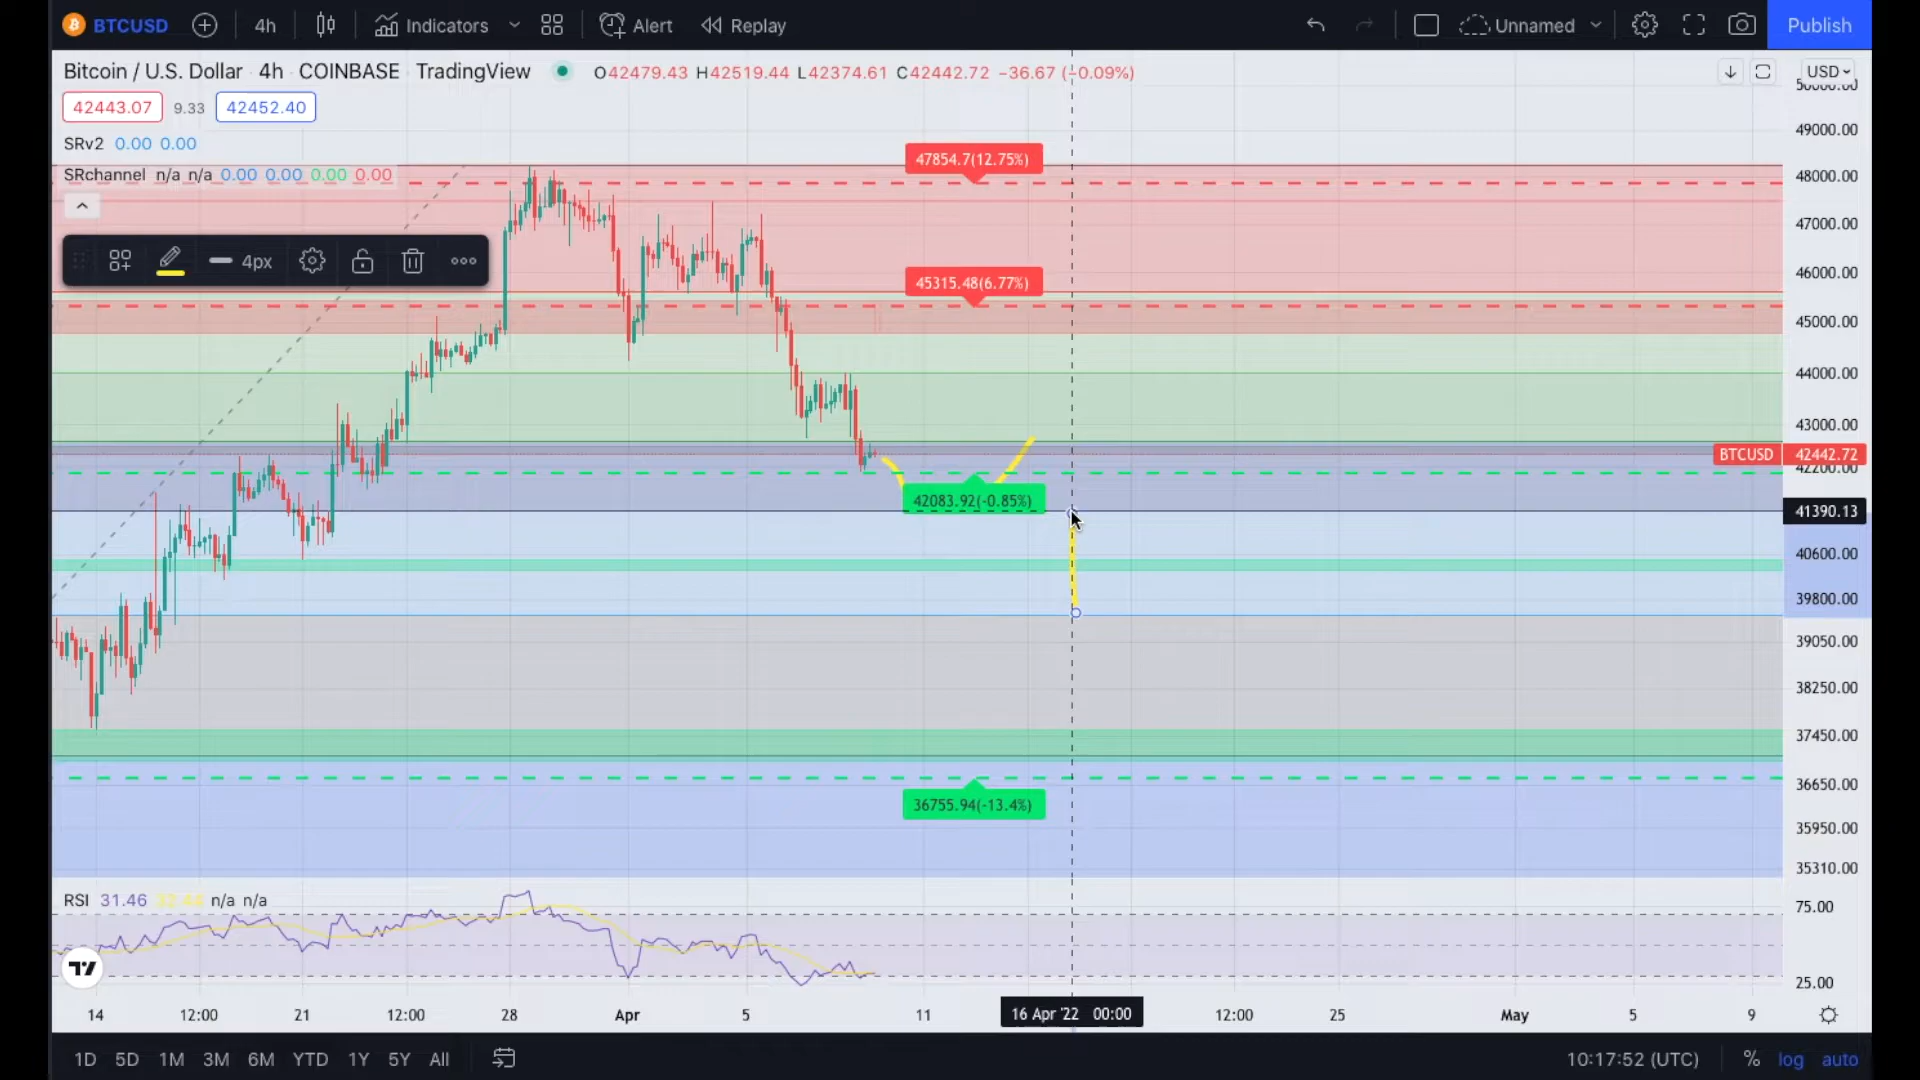 BTCUSD 4h Indicators Alert Replay Unnamed Publish
Bitcoin / U.S. Dollar 4h COINBASE TradingView O42479.43 H42519.44 L42374.61 C42442.72 −36.67 (−0.09%) USD
42443.07 9.33 42452.40
SRv2 0.00 0.00
SRchannel n/a n/a 0.00 0.00 0.00 0.00
4px
47854.7(12.75%)
45315.48(6.77%)
42083.92(-0.85%)
36755.94(-13.4%)
49000.00
48000.00
47000.00
46000.00
45000.00
44000.00
43000.00
BTCUSD 42442.72
42200.00
41390.13
40600.00
39800.00
39050.00
38250.00
37450.00
36650.00
35950.00
35310.00
RSI 31.46 n/a n/a
75.00
25.00
14 12:00 21 12:00 28 Apr 5 11 16 Apr '22 00:00 12:00 25 May 5 9
1D 5D 1M 3M 6M YTD 1Y 5Y All 10:17:52 (UTC) % log auto